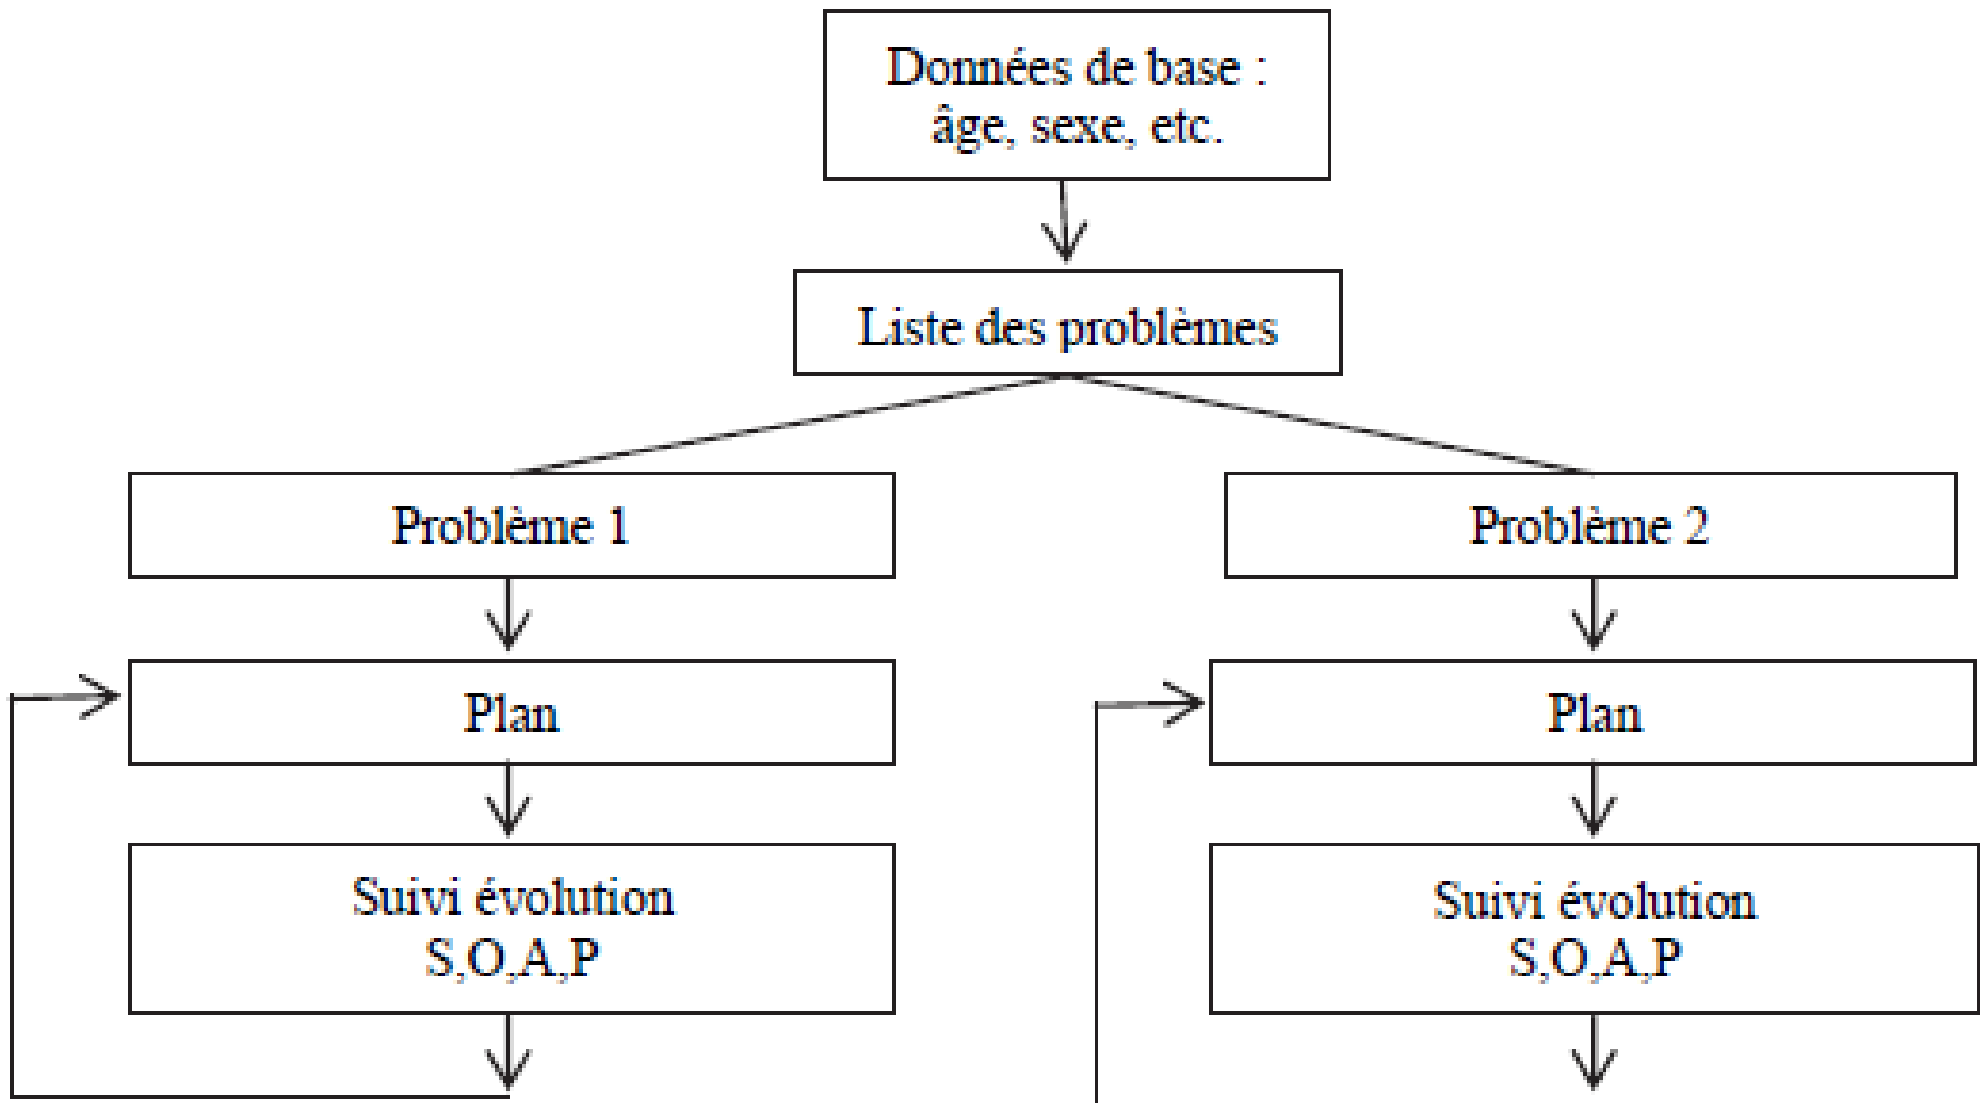 Données de base :
âge, sexe, etc.
Liste des problèmes
Problème 1
Problème 2
Plan
Plan
Suivi évolution
S,O,A,P
Suivi évolution
S,O,A,P